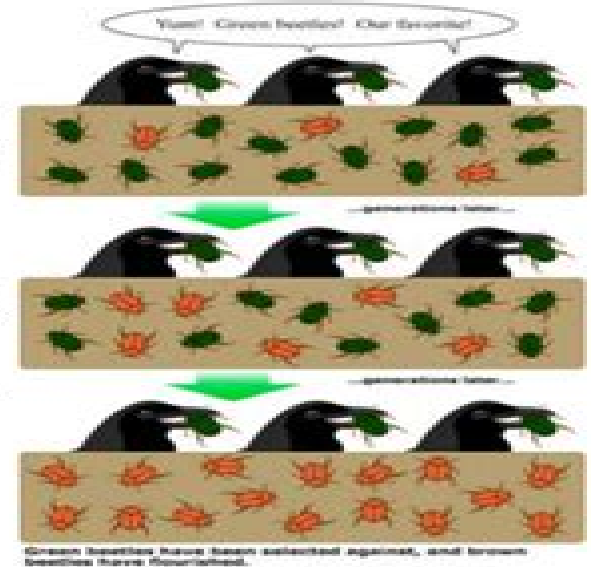 Yum! Green beetles! Our favorite!
...generations later...
...generations later...
Green beetles have been selected against, and brown
beetles have flourished.